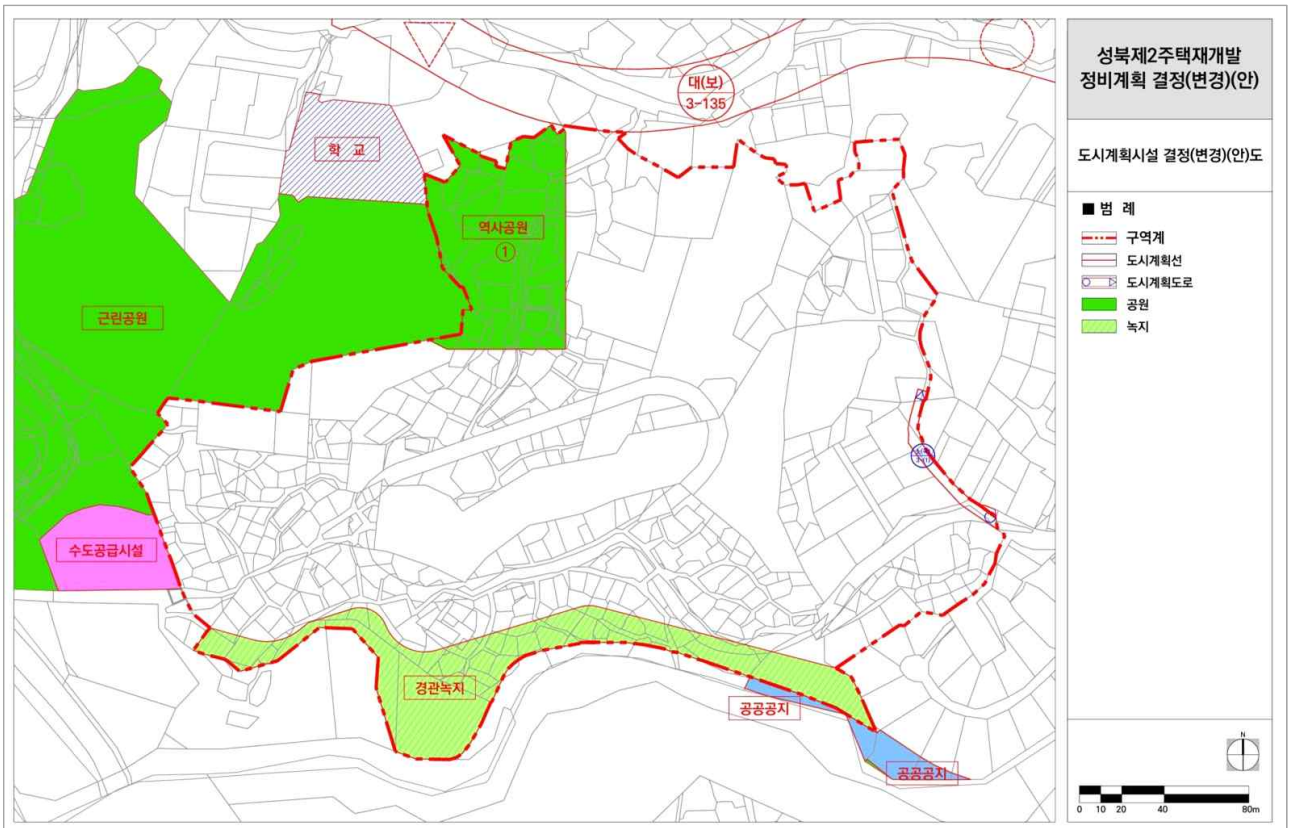 성북제2주택재개발
정비계획 결정(변경)(안)
도시계획시설 결정(변경)(안)도
■ 범 례
구역계
도시계획선
도시계획도로
공원
녹지
대(보)
3-135
학 교
역사공원
①
근린공원
수도공급시설
경관녹지
공공공지
공공공지
N
0 10 20 40 80m